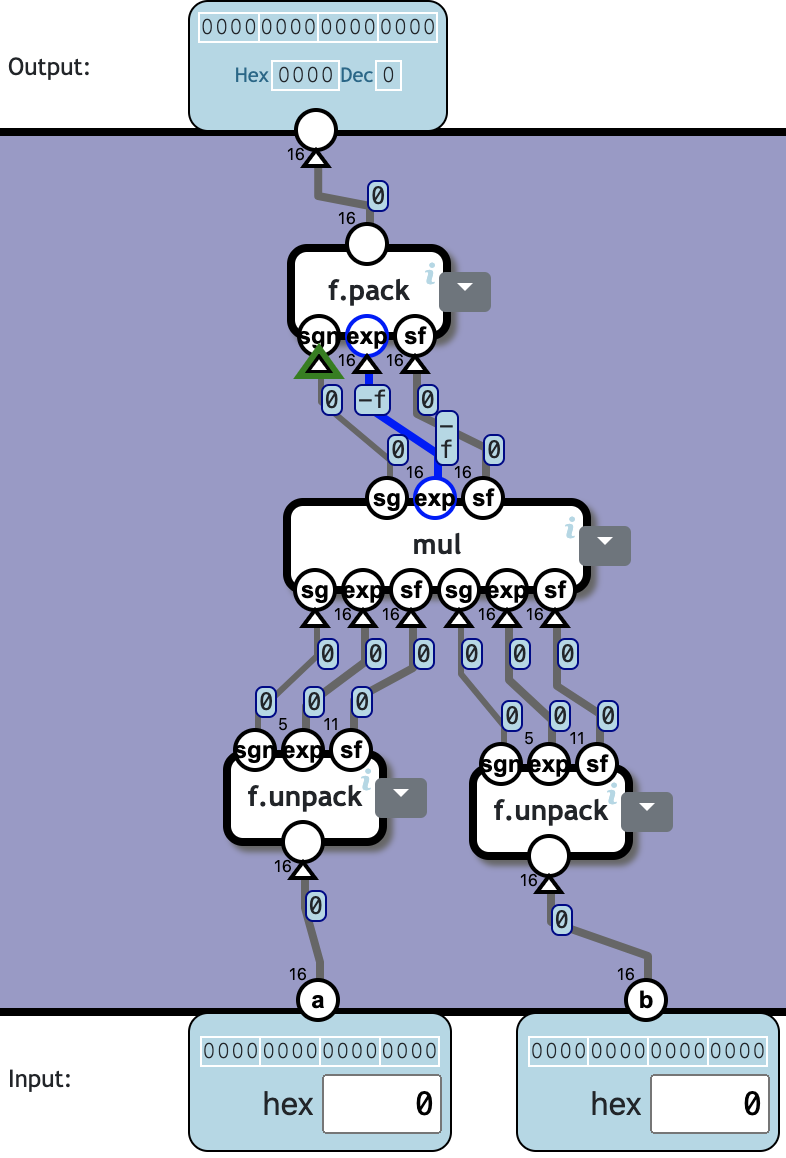 0000 0000 0000 0000
Hex 0000 Dec 0
Output:
16
0
16
i
f.pack
sgn exp sf
16 16
0 −f 0
−
f
0 0
16 16
sg exp sf
i
mul
sg exp sf sg exp sf
16 16 16 16
0 0 0 0 0 0
0 0 0 0 0 0
5 11 5 11
sgn exp sf sgn exp sf
i i
f.unpack f.unpack
16 16
0 0
16 16
a b
0000 0000 0000 0000 0000 0000 0000 0000
Input:
hex 0 hex 0